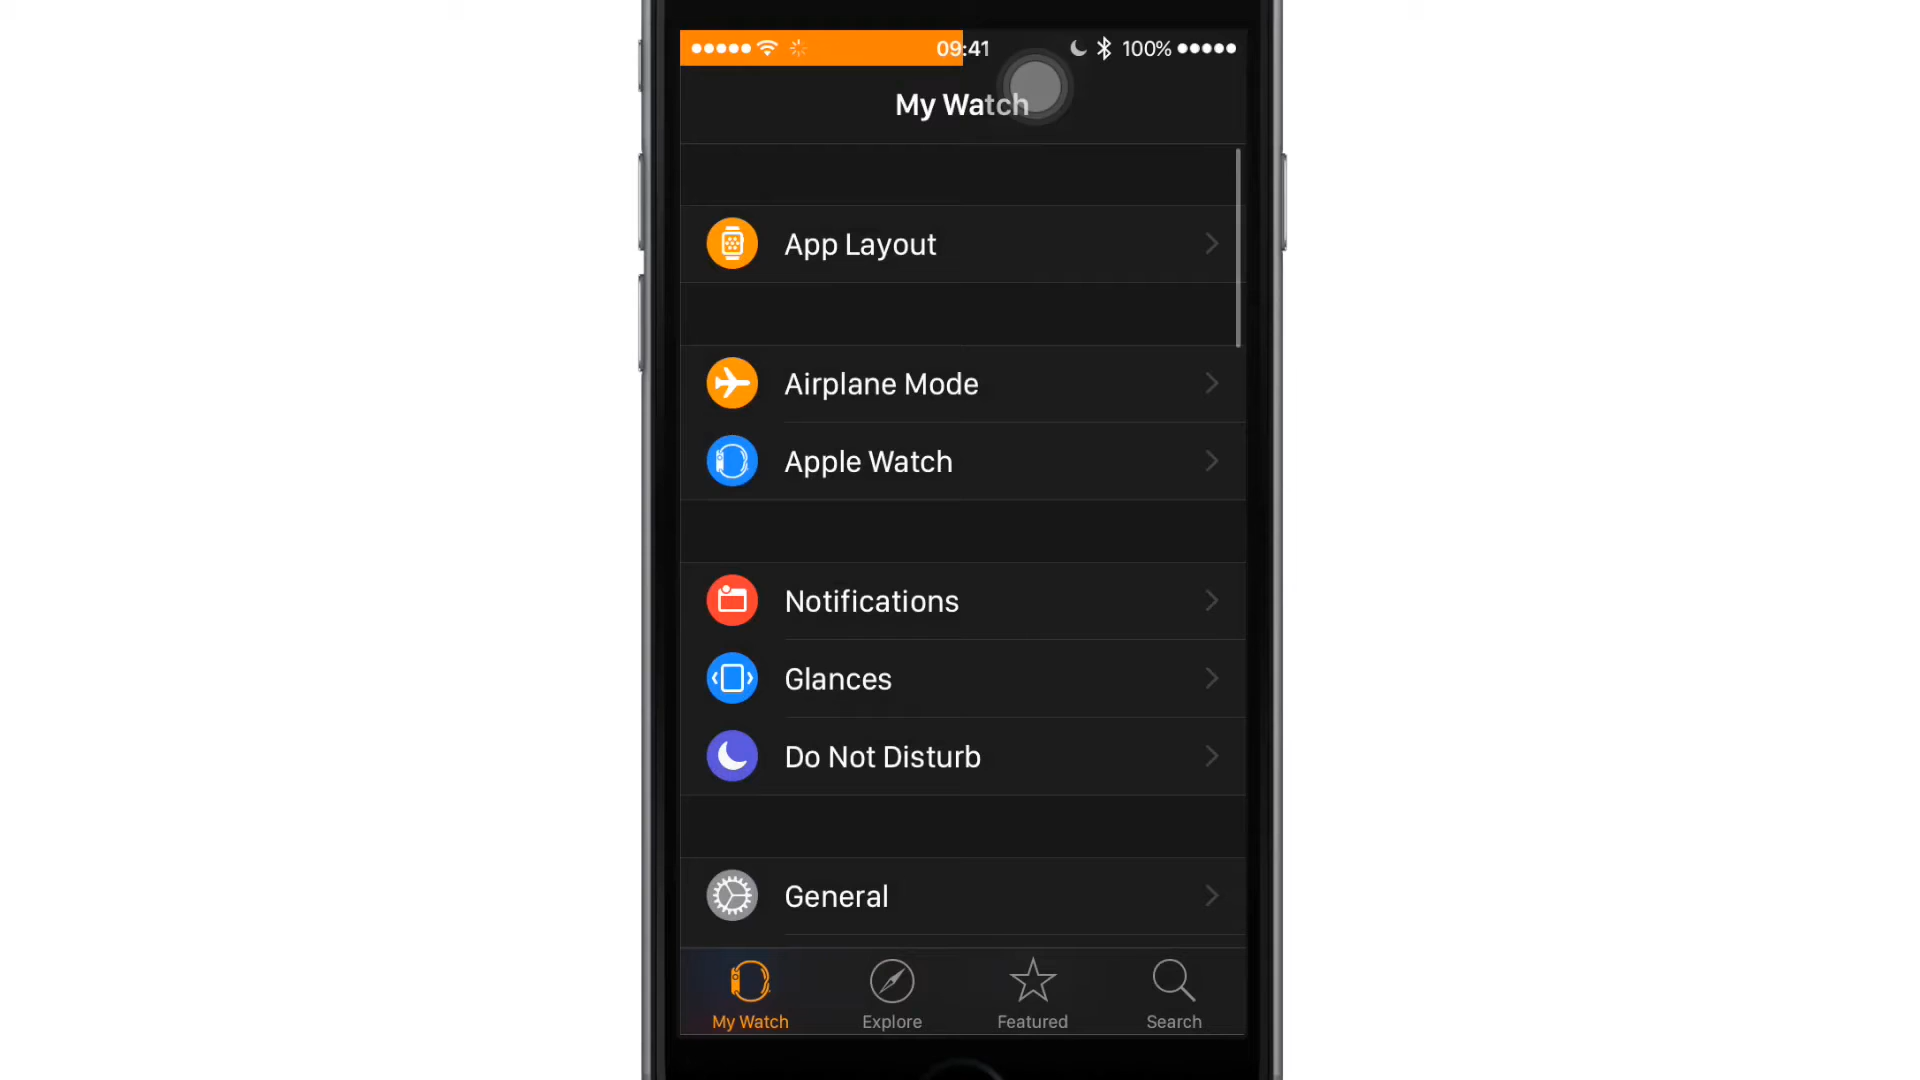 09:41 100%
My Watch
App Layout
Airplane Mode
Apple Watch
Notifications
Glances
Do Not Disturb
General
My Watch Explore Featured Search